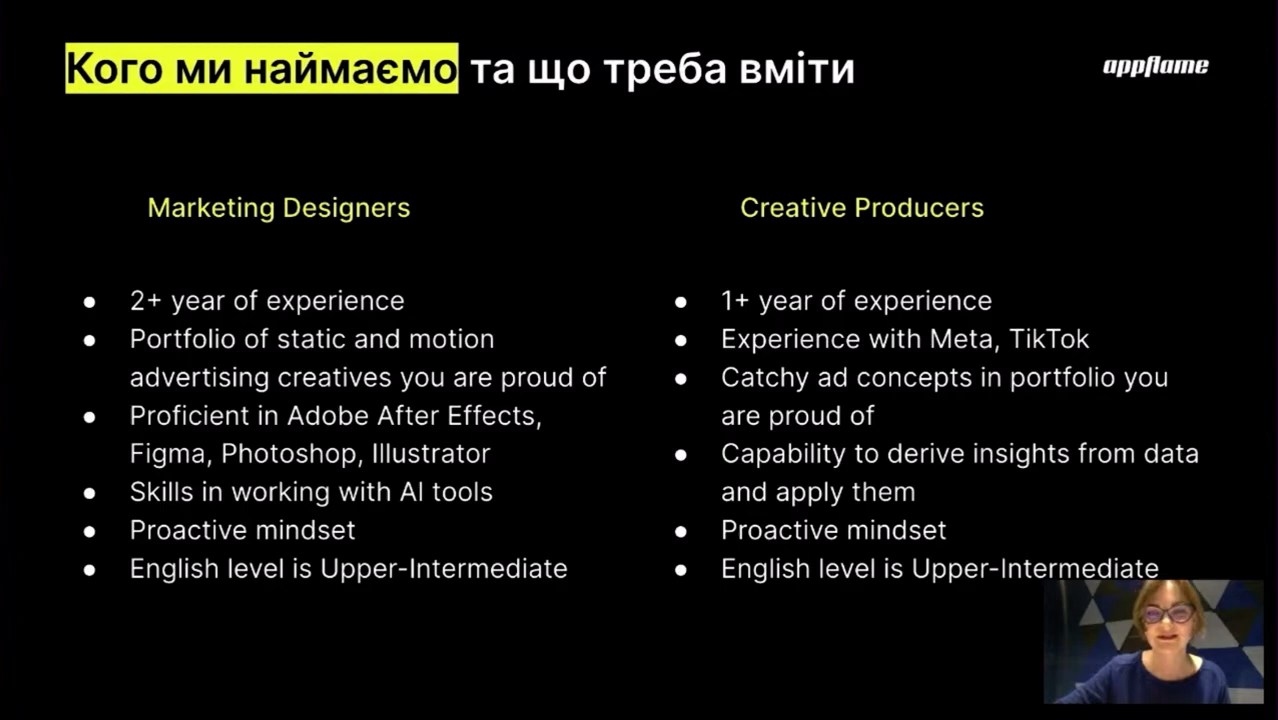 Кого ми наймаємо та що треба вміти
appflame
Marketing Designers
2+ year of experience
Portfolio of static and motion
advertising creatives you are proud of
Proficient in Adobe After Effects,
Figma, Photoshop, Illustrator
Skills in working with AI tools
Proactive mindset
English level is Upper-Intermediate
Creative Producers
1+ year of experience
Experience with Meta, TikTok
Catchy ad concepts in portfolio you
are proud of
Capability to derive insights from data
and apply them
Proactive mindset
English level is Upper-Intermediate